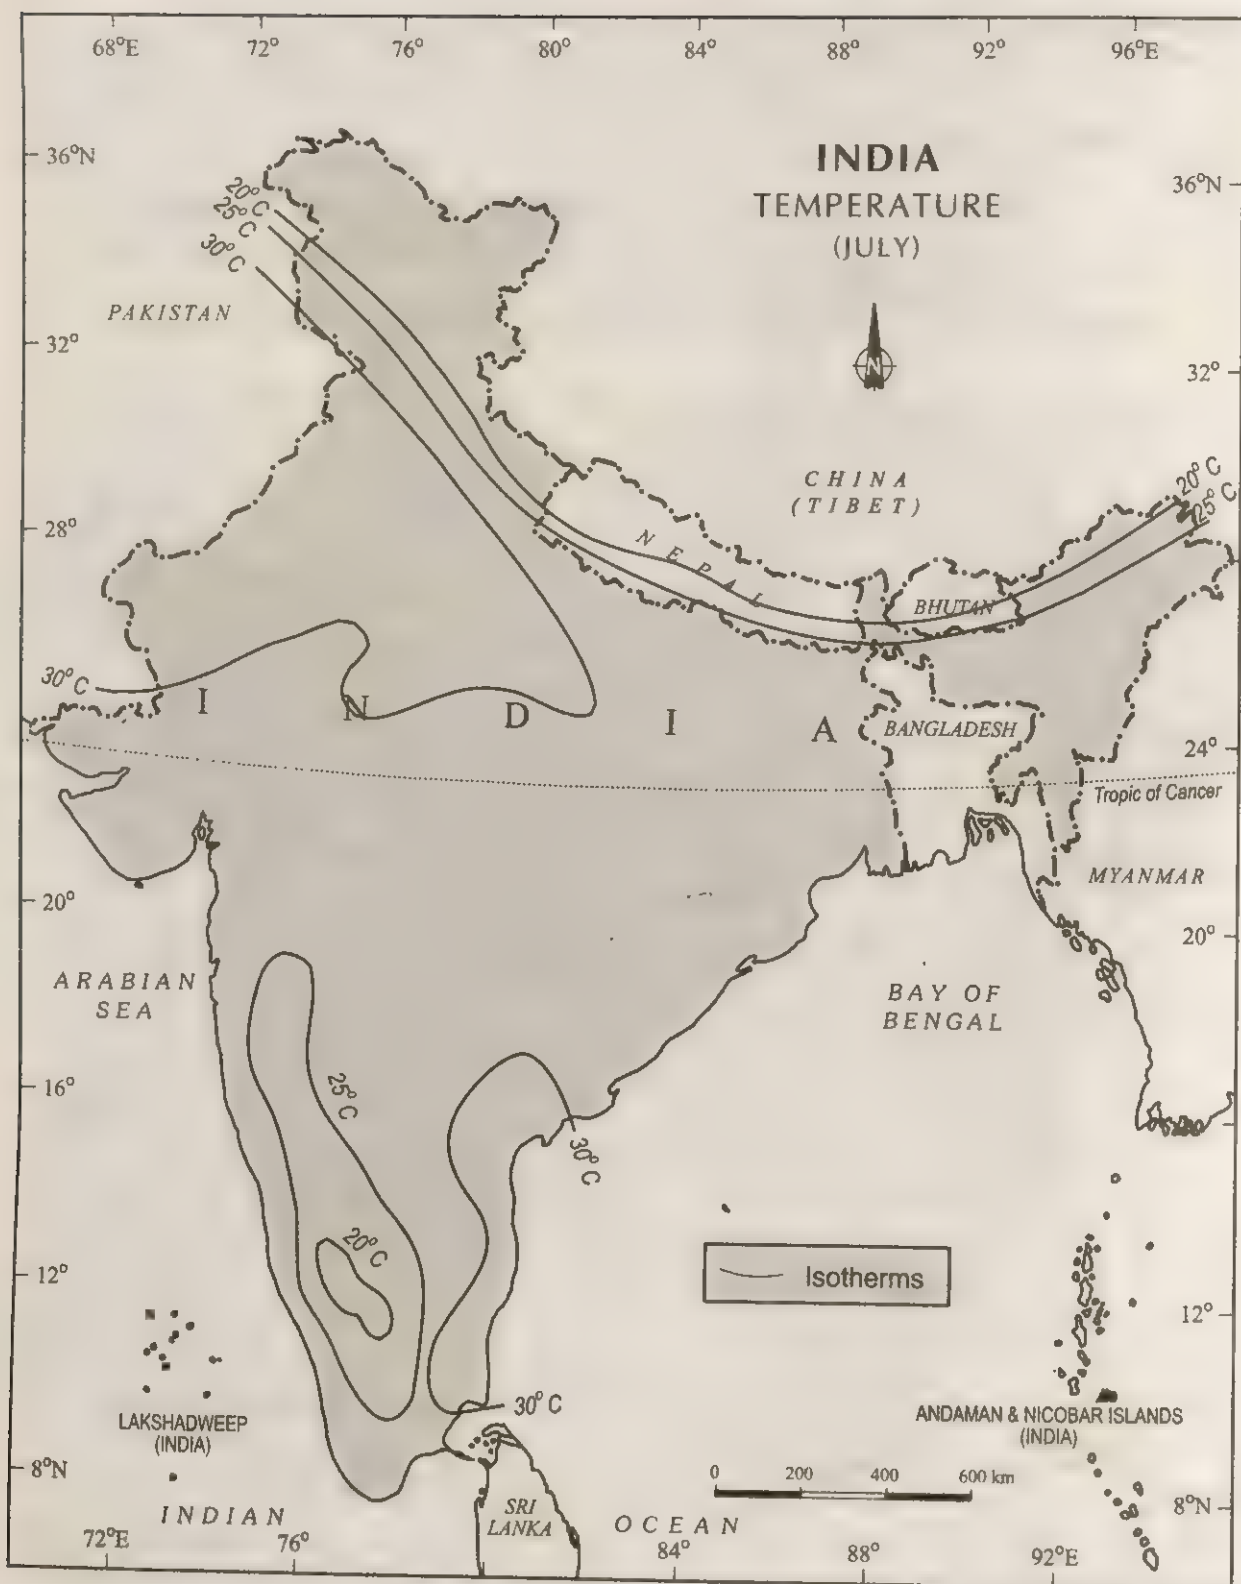 68°E 72° 76° 80° 84° 88° 92° 96°E
36°N
INDIA
TEMPERATURE
(JULY)
36°N
20°C
25°C
30°C
PAKISTAN
N
32°
32°
CHINA
(TIBET)
20°C
25°C
28°
NEPAL
BHUTAN
30°C
I N D I A
BANGLADESH
24°
Tropic of Cancer
MYANMAR
20°
20°
ARABIAN
SEA
BAY OF
BENGAL
16°
25°C
30°C
20°C
12°
Isotherms
12°
30°C
LAKSHADWEEP
(INDIA)
ANDAMAN & NICOBAR ISLANDS
(INDIA)
8°N
0 200 400 600 km
8°N
INDIAN OCEAN
SRI
LANKA
72°E 76° 84° 88° 92°E